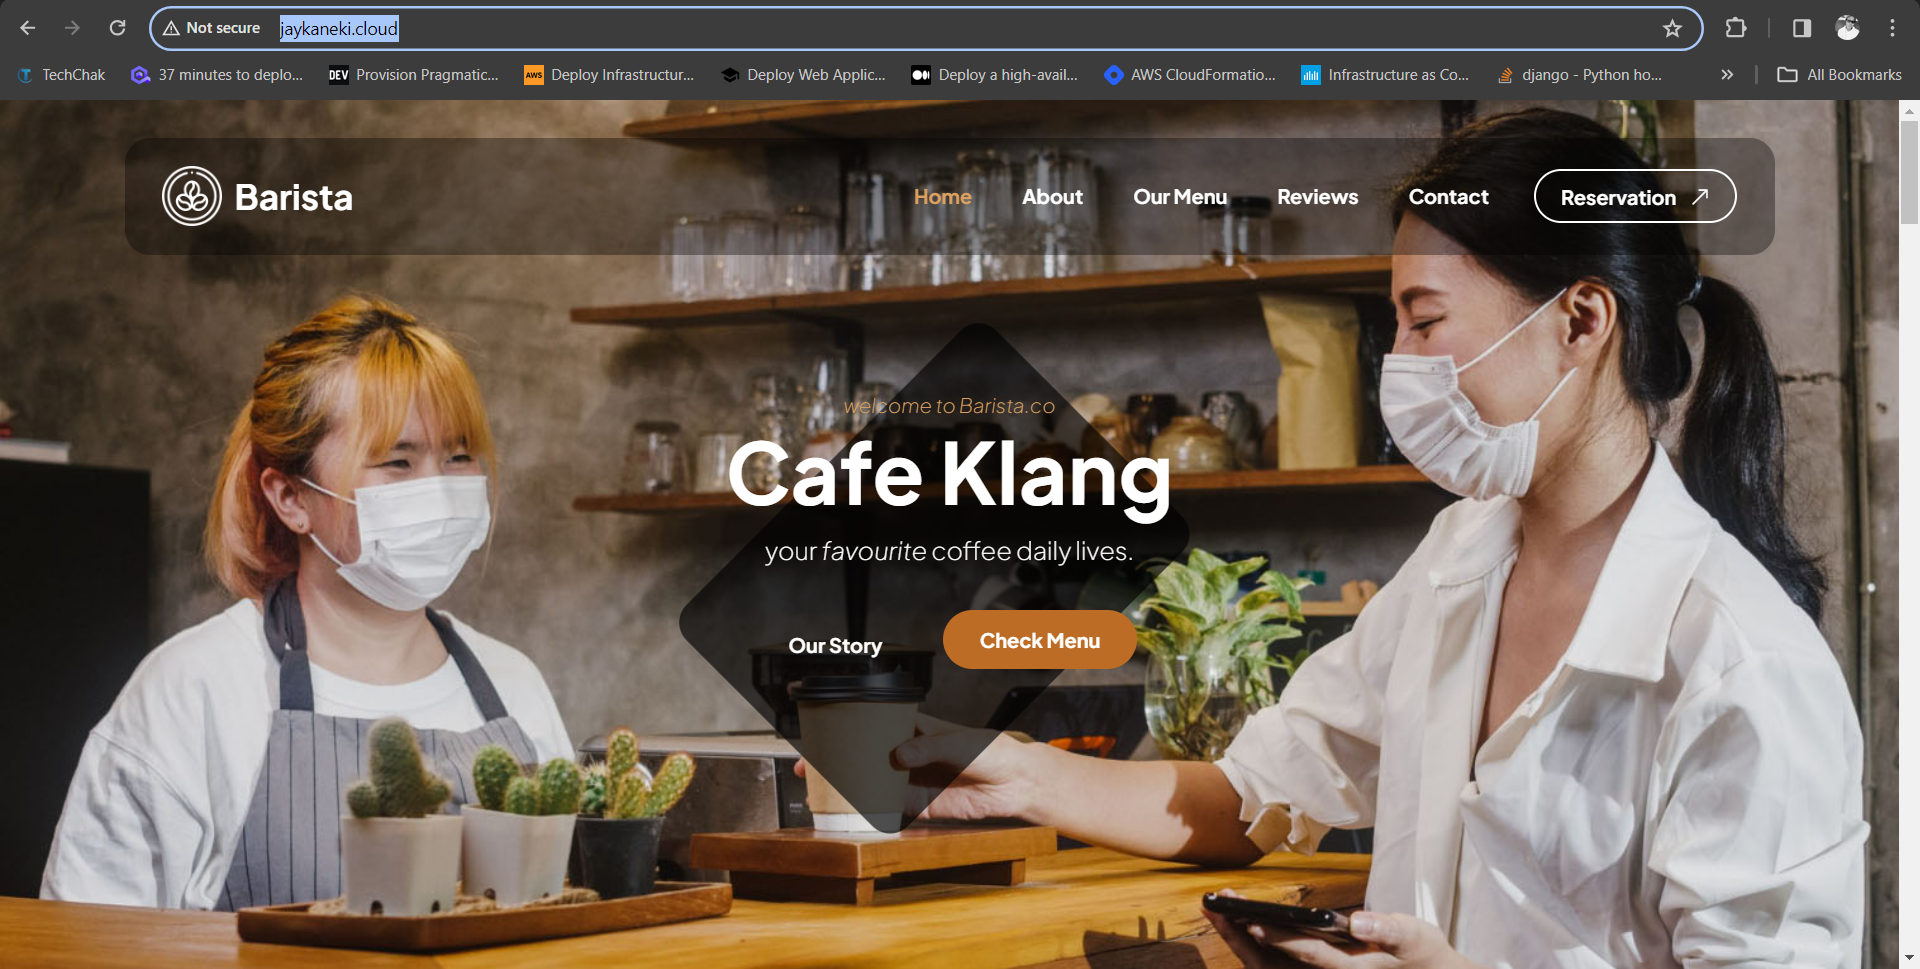 Not secure jaykaneki.cloud
TechChak 37 minutes to deplo... DEV Provision Pragmatic... AWS Deploy Infrastructur... Deploy Web Applic... Deploy a high-avail... AWS CloudFormatio... Infrastructure as Co... django - Python ho... » All Bookmarks
Barista Home About Our Menu Reviews Contact Reservation
welcome to Barista.co
Cafe Klang
your favourite coffee daily lives.
Our Story Check Menu